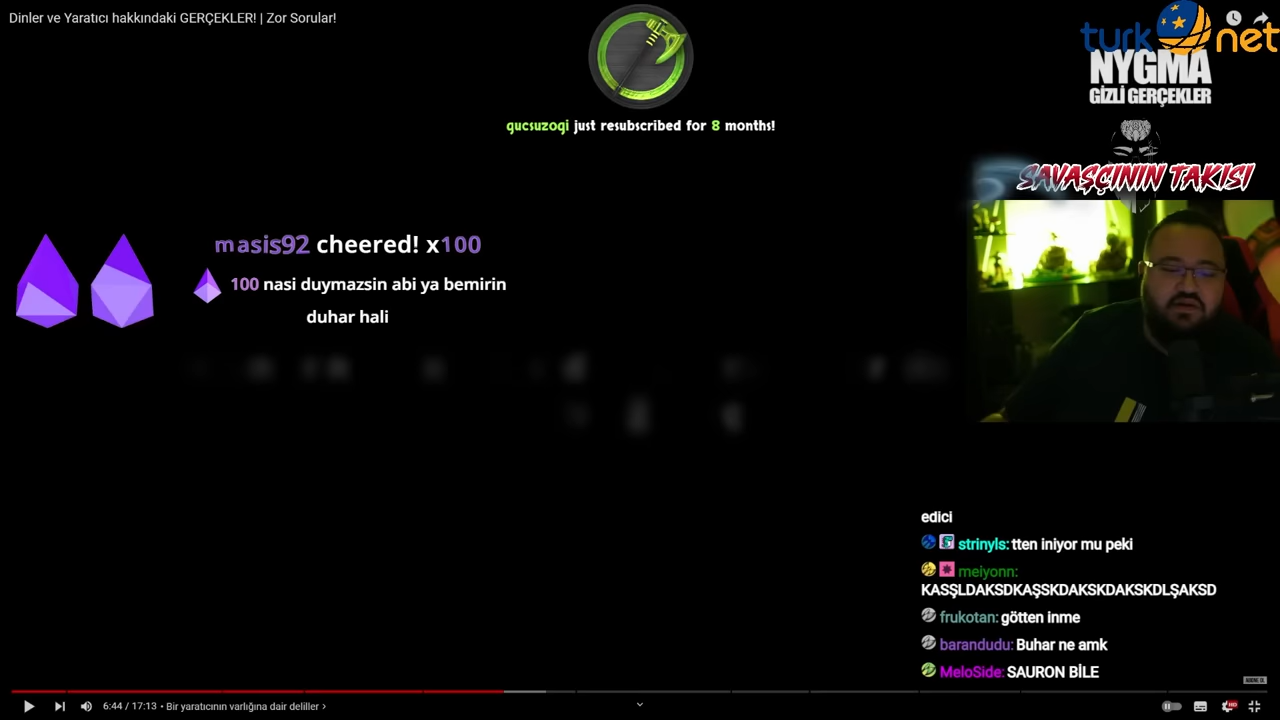 Dinler ve Yaratıcı hakkındaki GERÇEKLER! | Zor Sorular!
turk net
NYGMA
GİZLİ GERÇEKLER
qucsuzoqi just resubscribed for 8 months!
SAVAŞÇININ TAKISI
masis92 cheered! x100
100 nasi duymazsin abi ya bemirin
duhar hali
edici
strinyls: tten iniyor mu peki
meiyonn:
KASŞLDAKSDKAŞSKDAKSKDAKSKDLŞAKSD
frukotan: götten inme
barandudu: Buhar ne amk
MeloSide: SAURON BİLE
6:44 / 17:13 • Bir yaratıcının varlığına dair deliller ›
HD